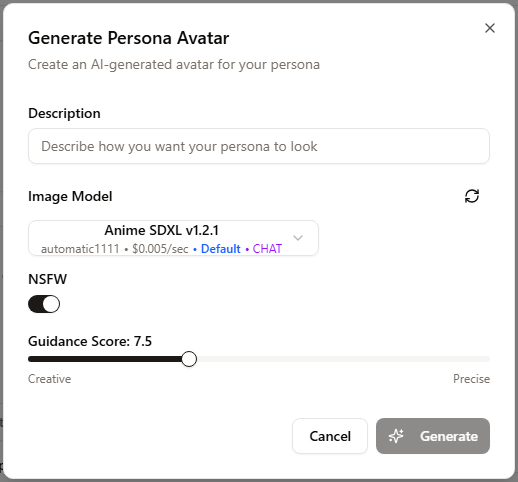 Generate Persona Avatar
Create an AI-generated avatar for your persona
Description
Describe how you want your persona to look
Image Model
Anime SDXL v1.2.1
automatic1111 • $0.005/sec • Default • CHAT
NSFW
Guidance Score: 7.5
Creative Precise
Cancel Generate